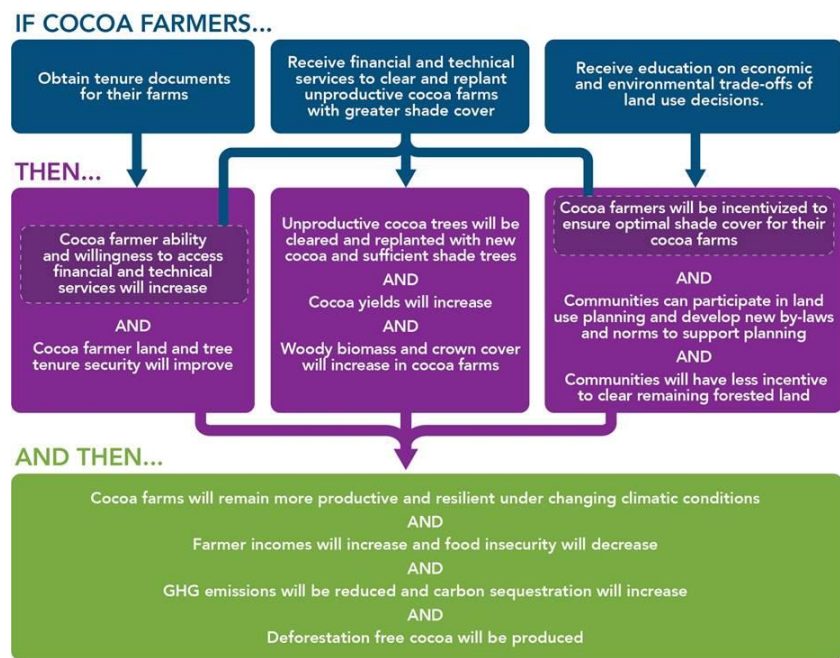 IF COCOA FARMERS...
Obtain tenure documents
for their farms
Receive financial and technical
services to clear and replant
unproductive cocoa farms
with greater shade cover
Receive education on economic
and environmental trade-offs of
land use decisions.
THEN...
Cocoa farmer ability
and willingness to access
financial and technical
services will increase
AND
Cocoa farmer land and tree
tenure security will improve
Unproductive cocoa trees will be
cleared and replanted with new
cocoa and sufficient shade trees
AND
Cocoa yields will increase
AND
Woody biomass and crown cover
will increase in cocoa farms
Cocoa farmers will be incentivized to
ensure optimal shade cover for their
cocoa farms
AND
Communities can participate in land
use planning and develop new by-laws
and norms to support planning
AND
Communities will have less incentive
to clear remaining forested land
AND THEN...
Cocoa farms will remain more productive and resilient under changing climatic conditions
AND
Farmer incomes will increase and food insecurity will decrease
AND
GHG emissions will be reduced and carbon sequestration will increase
AND
Deforestation free cocoa will be produced